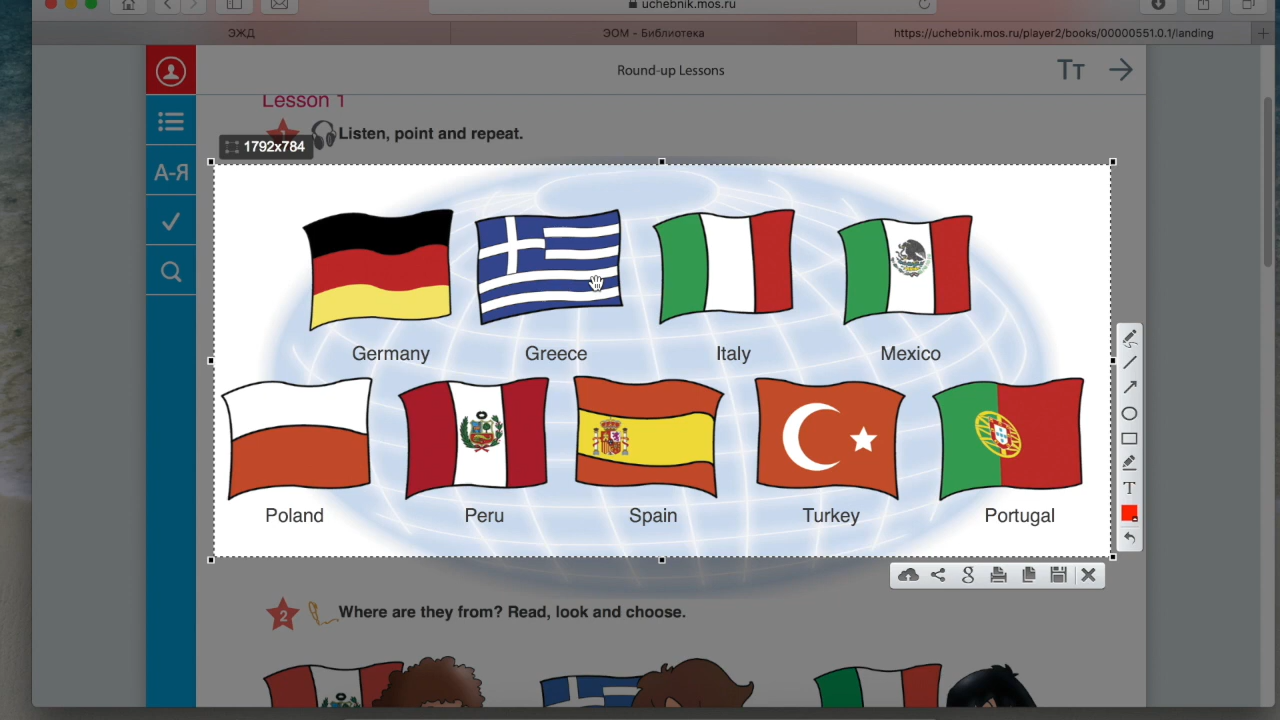 uchebnik.mos.ru
ЭЖД
ЭОМ - Библиотека
https://uchebnik.mos.ru/player2/books/00000551.0.1/landing
Round-up Lessons
TT
Lesson 1
1
Listen, point and repeat.
1792x784
А-Я
Germany
Greece
Italy
Mexico
Poland
Peru
Spain
Turkey
Portugal
T
g
2
Where are they from? Read, look and choose.